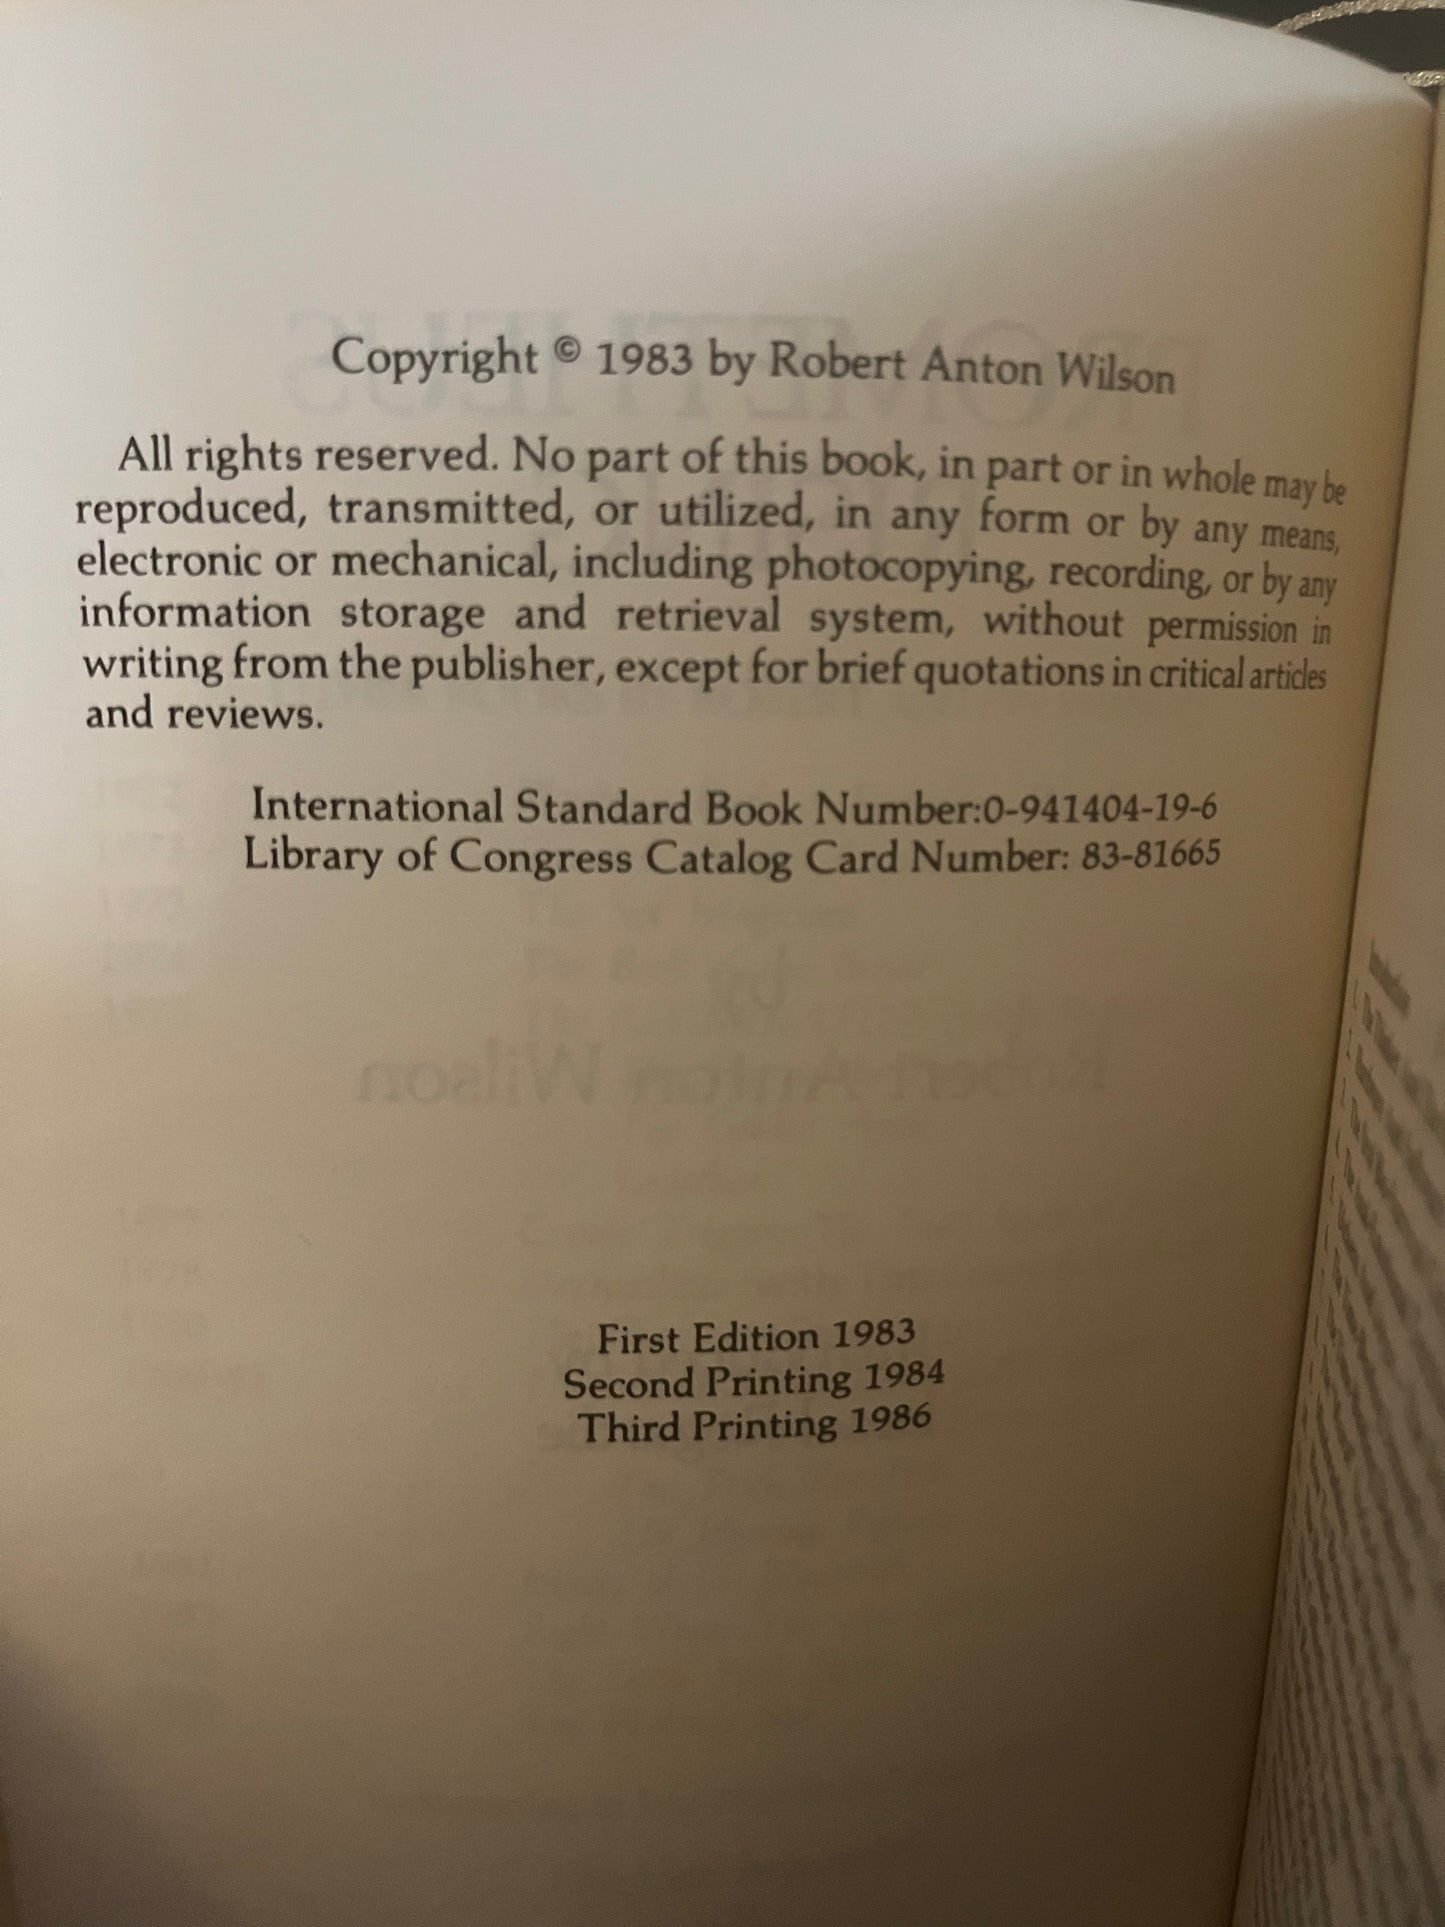 Copyright © 1983 by Robert Anton Wilson
All rights reserved. No part of this book, in part or in whole may be
reproduced, transmitted, or utilized, in any form or by any means,
electronic or mechanical, including photocopying, recording, or by any
information storage and retrieval system, without permission in
writing from the publisher, except for brief quotations in critical articles
and reviews.
International Standard Book Number:0-941404-19-6
Library of Congress Catalog Card Number: 83-81665
First Edition 1983
Second Printing 1984
Third Printing 1986